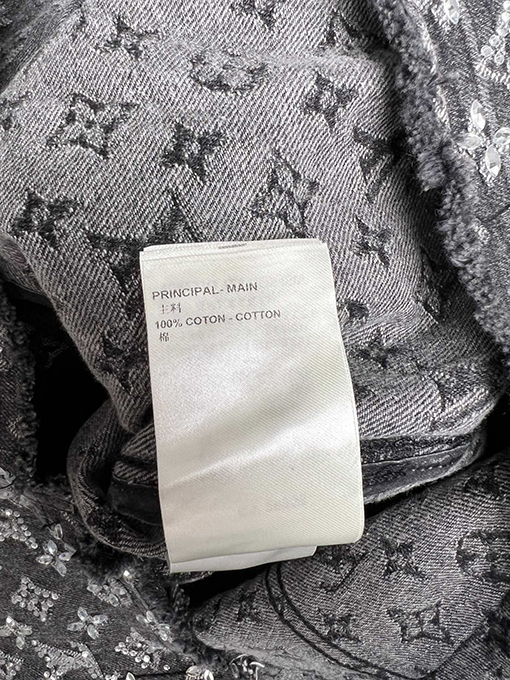 PRINCIPAL- MAIN
主料
100% COTON - COTTON
棉